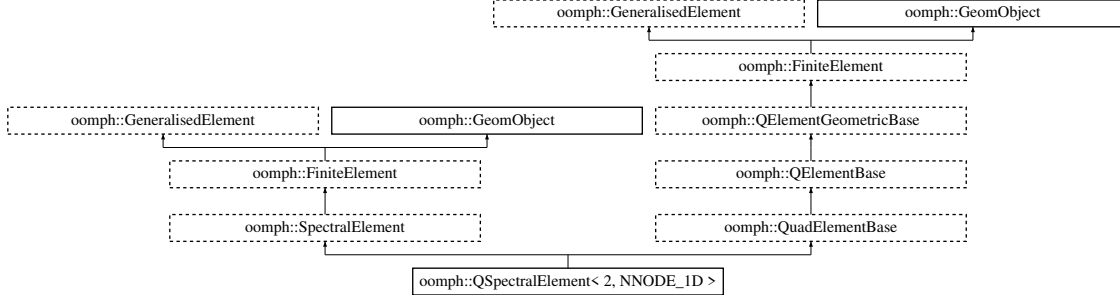 oomph::GeneralisedElement
oomph::GeomObject
oomph::FiniteElement
oomph::GeneralisedElement
oomph::GeomObject
oomph::QElementGeometricBase
oomph::FiniteElement
oomph::QElementBase
oomph::SpectralElement
oomph::QuadElementBase
oomph::QSpectralElement< 2, NNODE_1D >